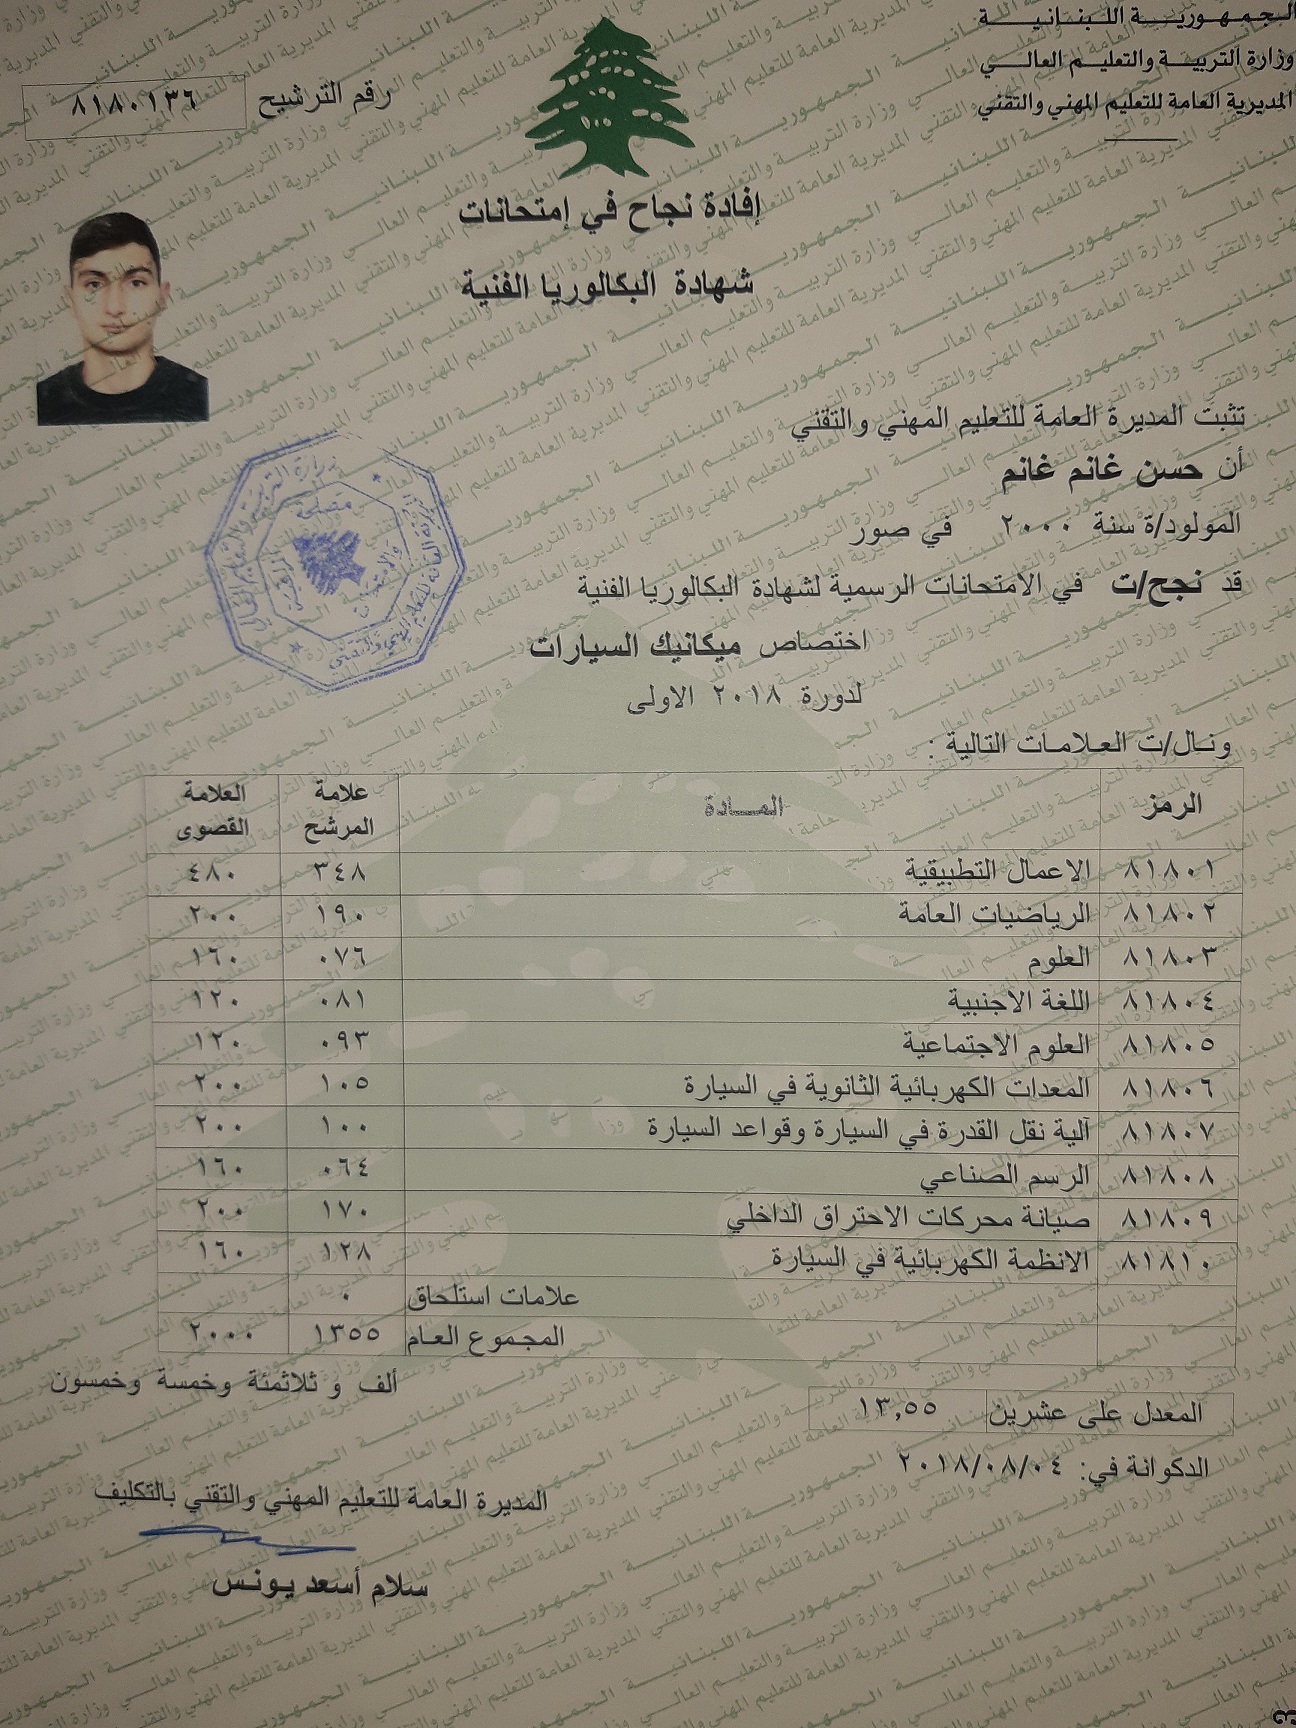 الجمهورية اللبنانية
وزارة التربية والتعليم العالي
المديرية العامة للتعليم المهني والتقني
رقم الترشيح ٨١٨٠١٣٦
إفادة نجاح في إمتحانات
شهادة البكالوريا الفنية
تثبت المديرة العامة للتعليم المهني والتقني
أن حسن غانم غانم
المولود/ة سنة ٢٠٠٠ في صور
قد نجح/ت في الامتحانات الرسمية لشهادة البكالوريا الفنية
اختصاص ميكانيك السيارات
لدورة ٢٠١٨ الاولى
ونال/ت العلامات التالية :
الرمز المادة علامة المرشح العلامة القصوى
٨١٨٠١ الاعمال التطبيقية ٣٤٨ ٤٨٠
٨١٨٠٢ الرياضيات العامة ١٩٠ ٢٠٠
٨١٨٠٣ العلوم ٠٧٦ ١٦٠
٨١٨٠٤ اللغة الاجنبية ٠٨١ ١٢٠
٨١٨٠٥ العلوم الاجتماعية ٠٩٣ ١٢٠
٨١٨٠٦ المعدات الكهربائية الثانوية في السيارة ١٠٥ ٢٠٠
٨١٨٠٧ آلية نقل القدرة في السيارة وقواعد السيارة ١٠٠ ٢٠٠
٨١٨٠٨ الرسم الصناعي ٠٦٤ ١٦٠
٨١٨٠٩ صيانة محركات الاحتراق الداخلي ١٧٠ ٢٠٠
٨١٨١٠ الانظمة الكهربائية في السيارة ١٢٨ ١٦٠
علامات استلحاق ٠
المجموع العام ١٣٥٥ ٢٠٠٠
ألف و ثلاثمئة وخمسة وخمسون
المعدل على عشرين ١٣,٥٥
الدكوانة في: ٢٠١٨/٠٨/٠٤
المديرة العامة للتعليم المهني والتقني بالتكليف
سلام أسعد يونس